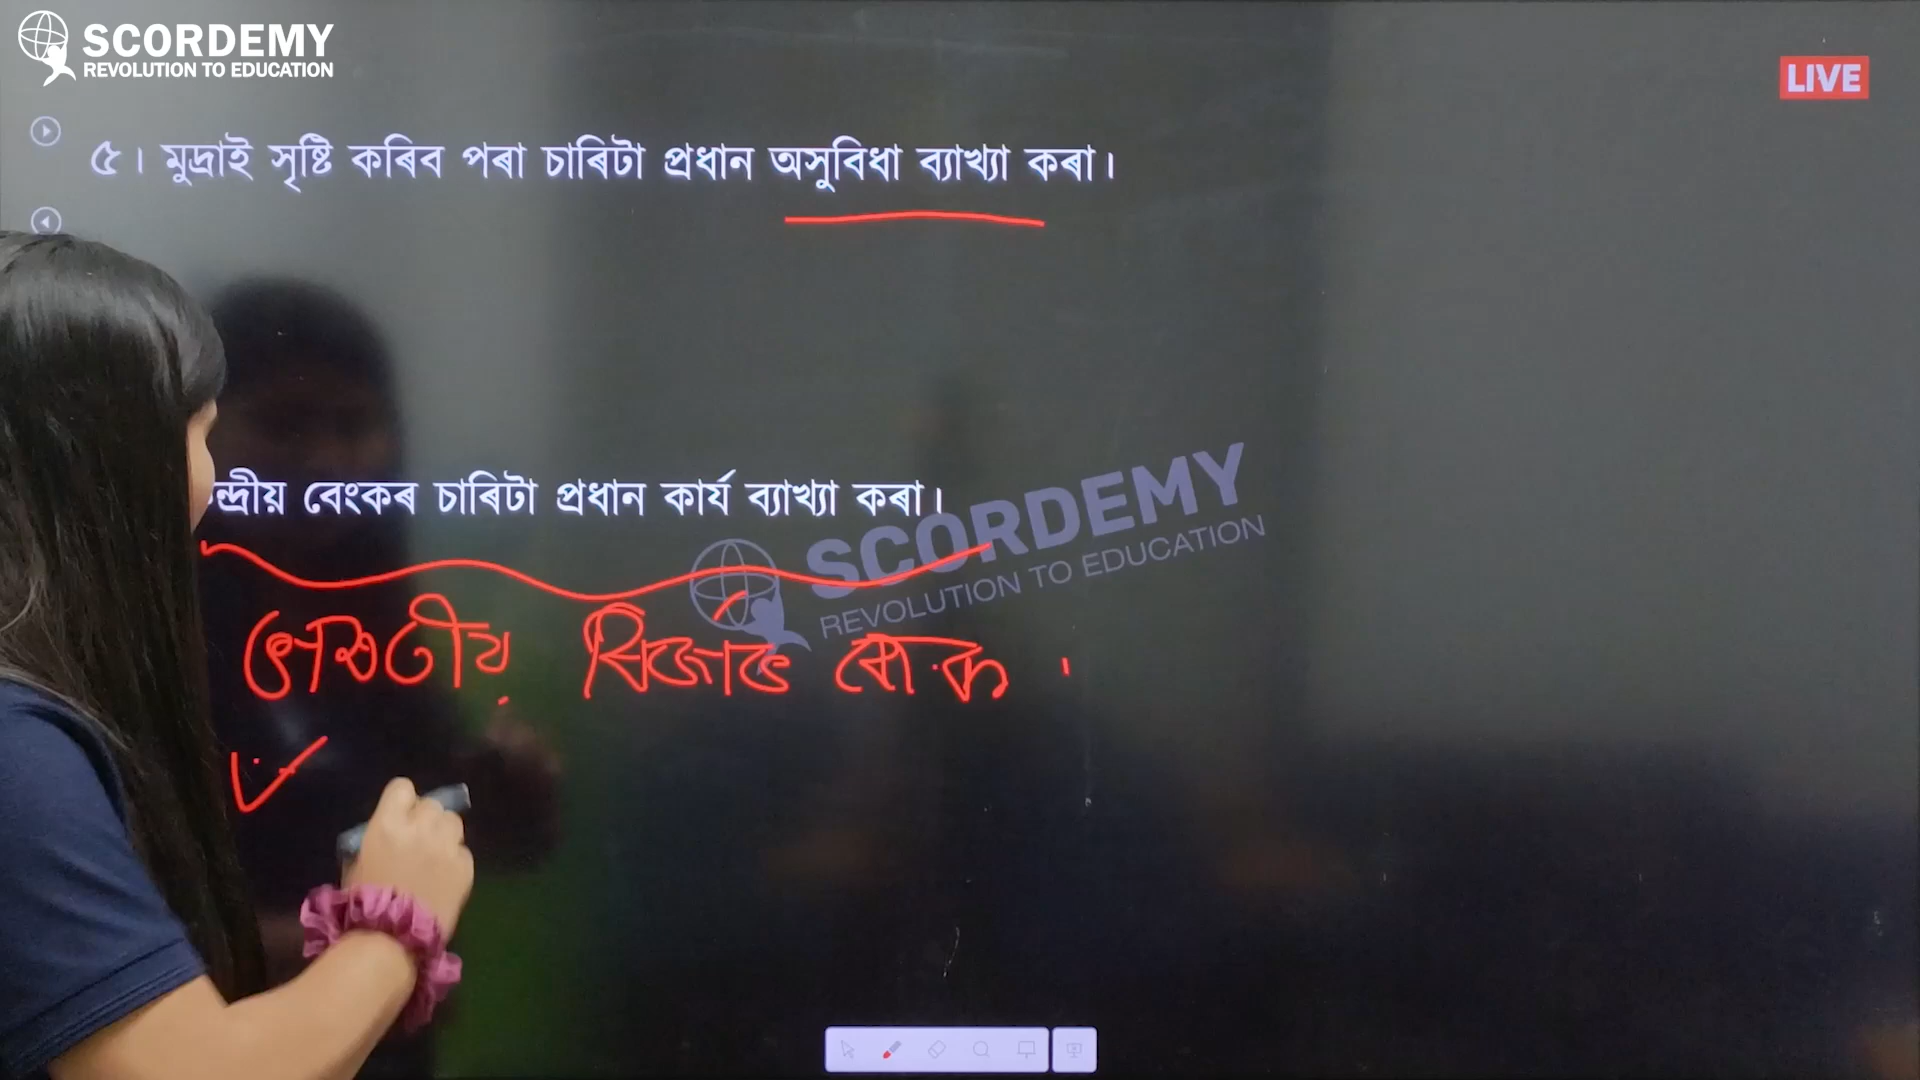 SCORDEMY
REVOLUTION TO EDUCATION
LIVE
৫। মুদ্ৰাই সৃষ্টি কৰিব পৰা চাৰিটা প্ৰধান অসুবিধা ব্যাখ্যা কৰা।
ন্দ্ৰীয় বেংকৰ চাৰিটা প্ৰধান কাৰ্য ব্যাখ্যা কৰা।
SCORDEMY
REVOLUTION TO EDUCATION
ভাৰতীয় ৰিজাৰ্ভ বেংক ।